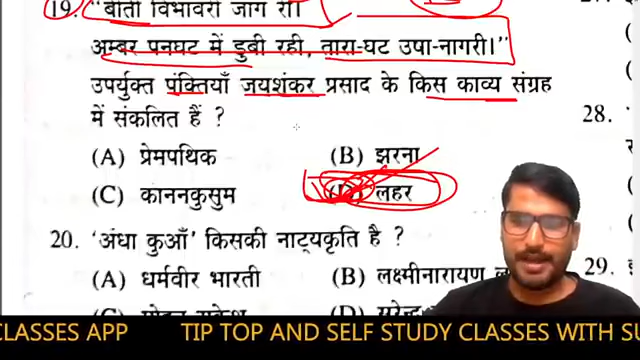 19. "बीती विभावरी जाग री।
अम्बर पनघट में डुबी रही, तारा-घट उषा-नागरी।"
उपर्युक्त पंक्तियाँ जयशंकर प्रसाद के किस काव्य संग्रह
में संकलित हैं ?
(A) प्रेमपथिक (B) झरना
(C) काननकुसुम (D) लहर
20. 'अंधा कुआँ' किसकी नाट्यकृति है ?
(A) धर्मवीर भारती (B) लक्ष्मीनारायण
28.
29.
CLASSES APP TIP TOP AND SELF STUDY CLASSES WITH